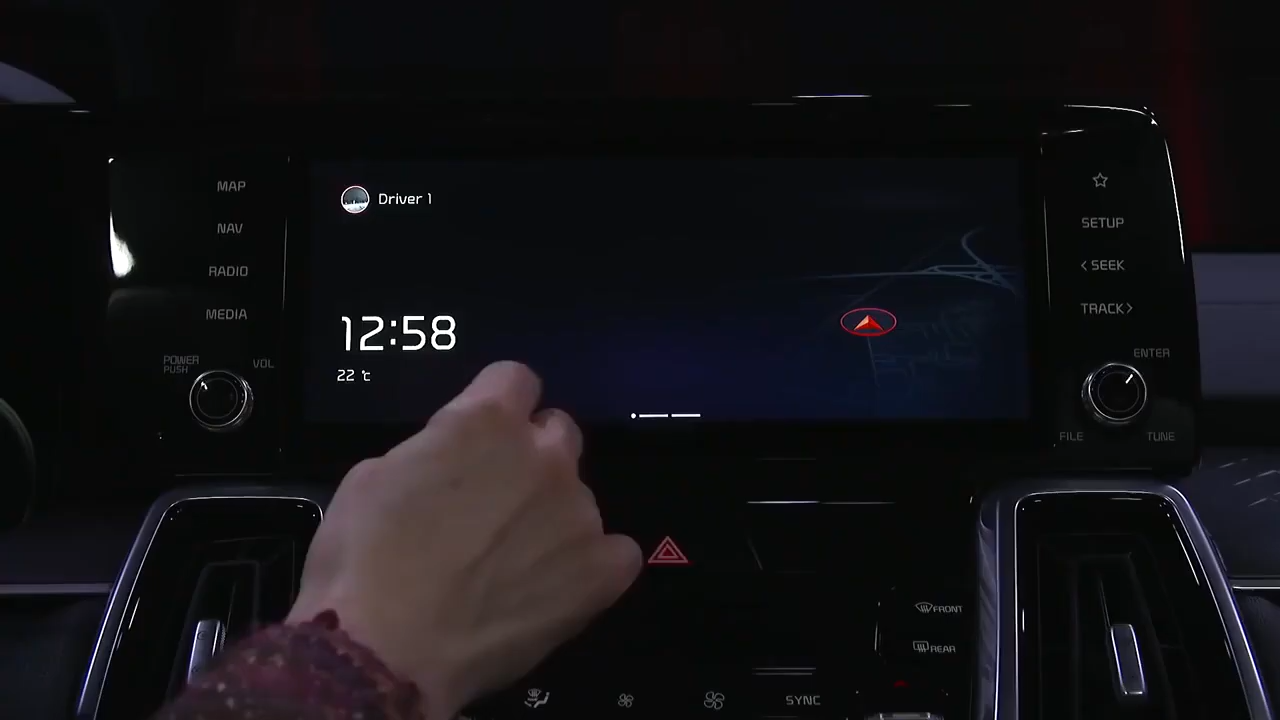 MAP
NAV
RADIO
MEDIA
POWER
PUSH
VOL
Driver 1
12:58
22 °c
SETUP
< SEEK
TRACK >
ENTER
FILE
TUNE
FRONT
REAR
SYNC